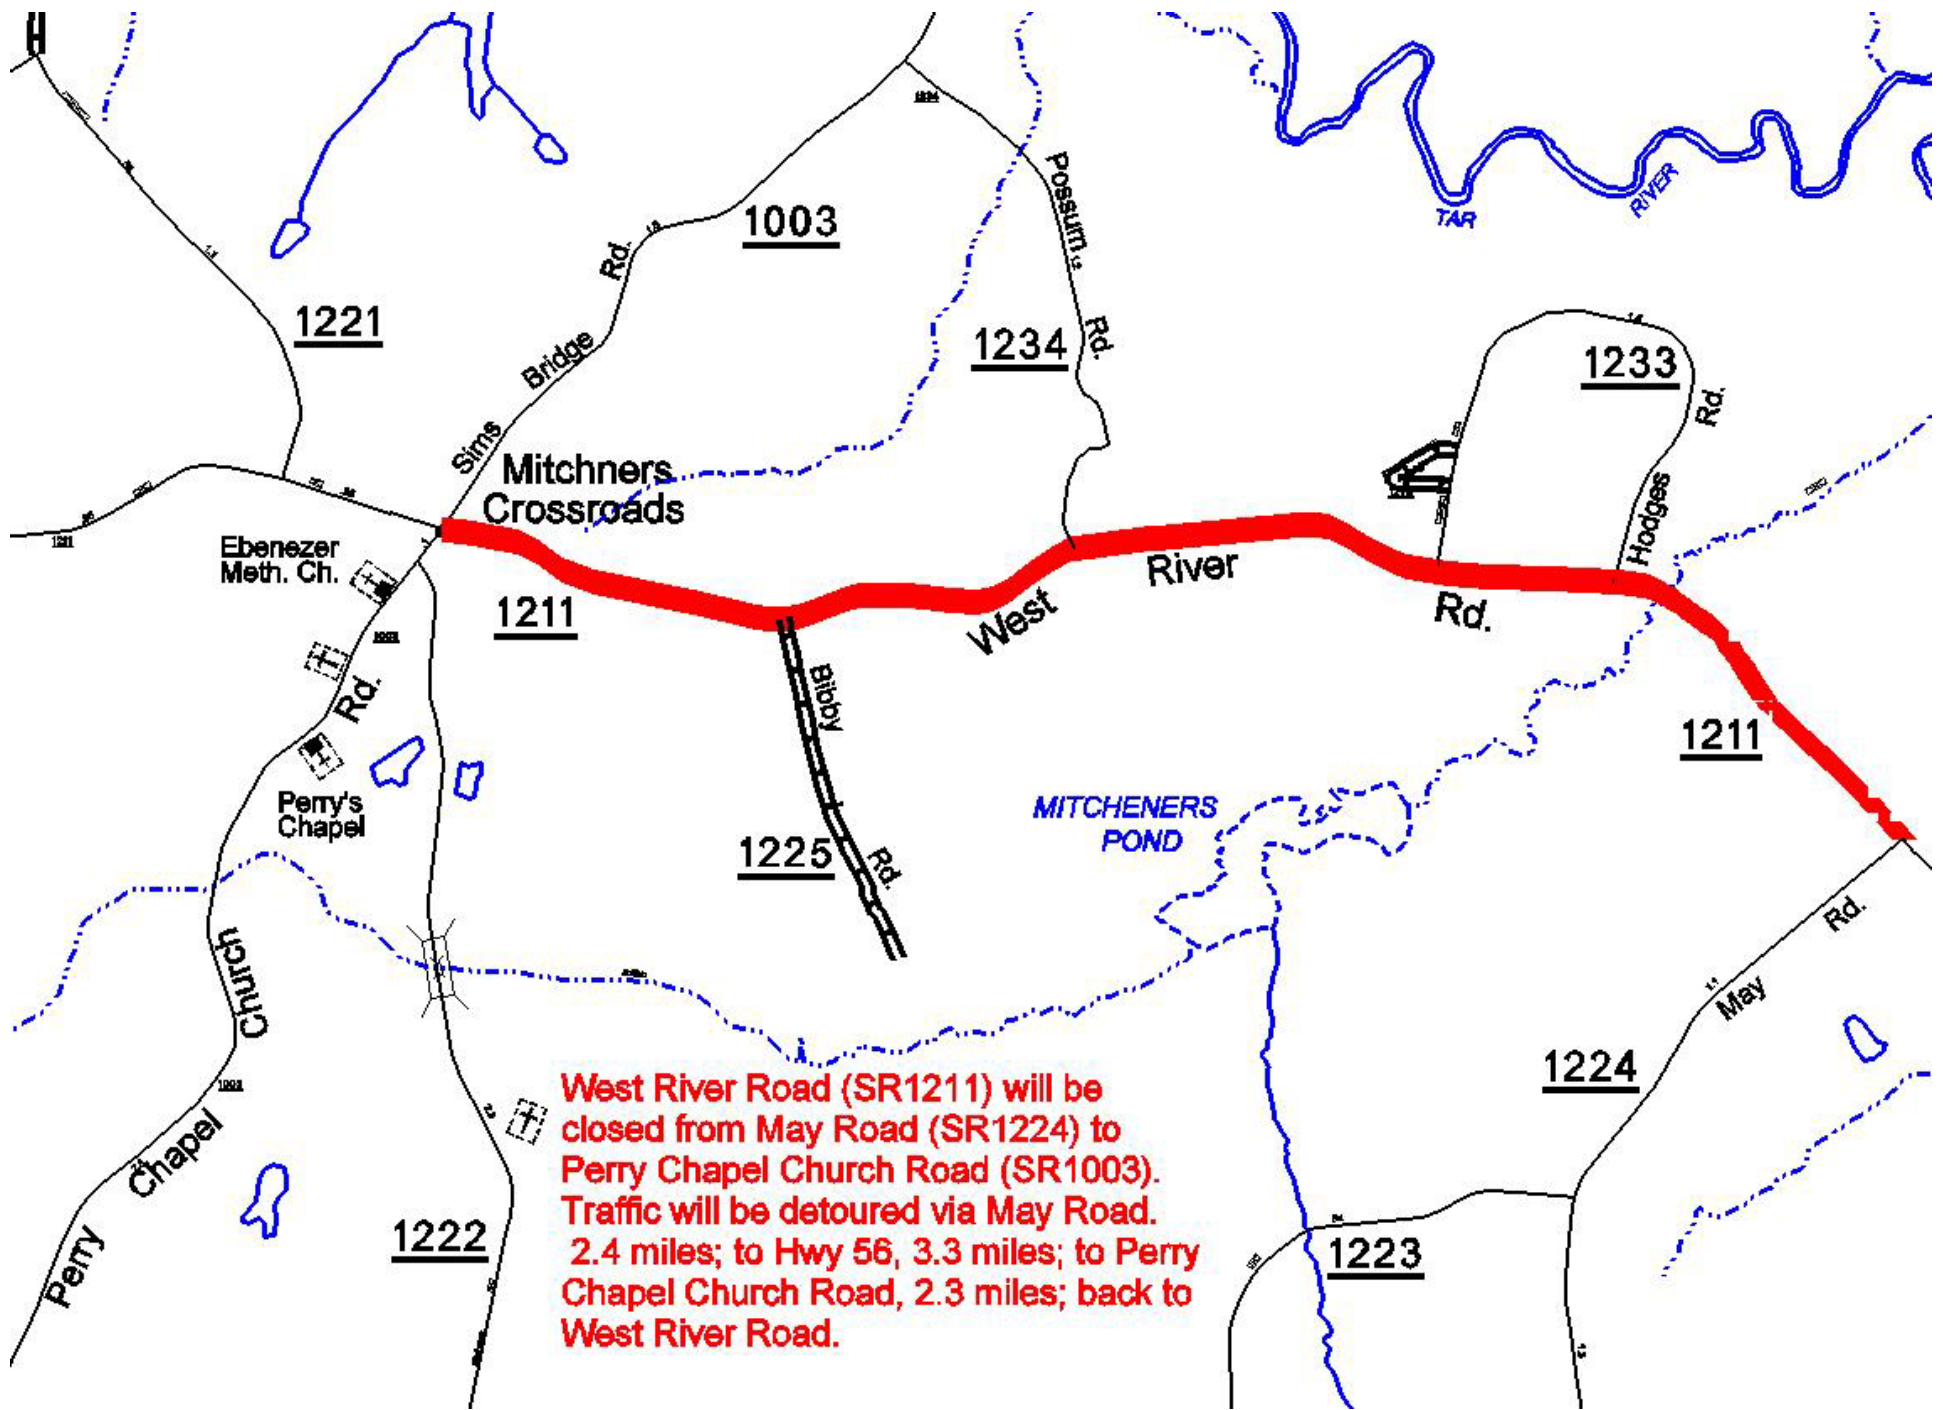 1234
TAR
RIVER
Possum
Rd.
1003
Rd.
1221
Bridge
1234
Rd.
1233
Rd.
Sims
Mitchners
Crossroads
Hodges
Ebenezer
Meth. Ch.
River
1211
West
Rd.
1003
Rd.
Bibby
1211
Perry's
Chapel
MITCHENERS
POND
1225
Rd.
Rd.
Church
May
1224
West River Road (SR1211) will be
closed from May Road (SR1224) to
Perry Chapel Church Road (SR1003).
Traffic will be detoured via May Road.
2.4 miles; to Hwy 56, 3.3 miles; to Perry
Chapel Church Road, 2.3 miles; back to
West River Road.
1003
Chapel
Perry
1222
1223